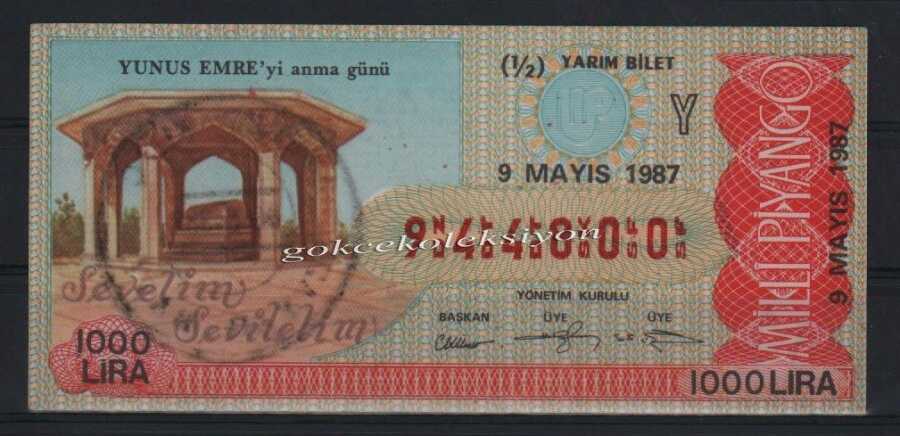 YUNUS EMRE'yi anma günü
(½) YARIM BİLET
Y
9 MAYIS 1987
944800
gokcekoleksiyon
Sevelim
Sevilelim
YÖNETİM KURULU
BAŞKAN ÜYE ÜYE
1000
LİRA
1000 LİRA
MİLLİ PİYANGO
9 MAYIS 1987